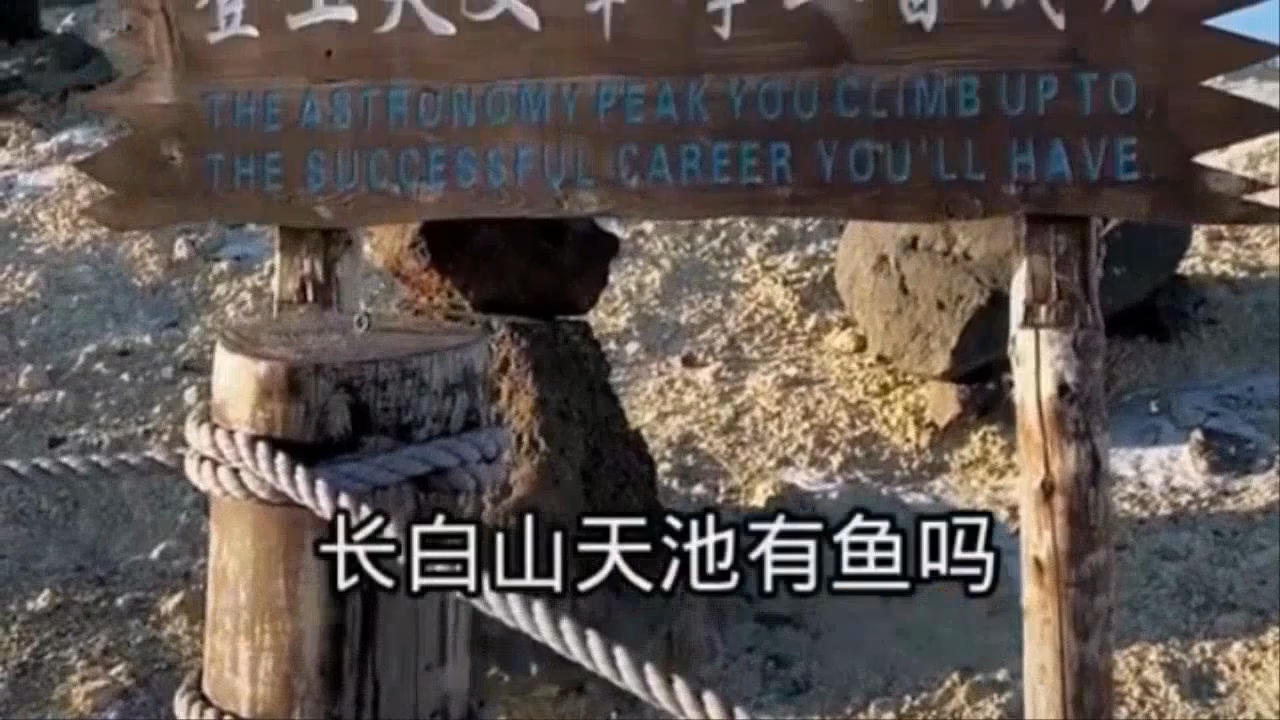 THE ASTRONOMY PEAK YOU CLIMB UP TO,
THE SUCCESSFUL CAREER YOU'LL HAVE.
长白山天池有鱼吗